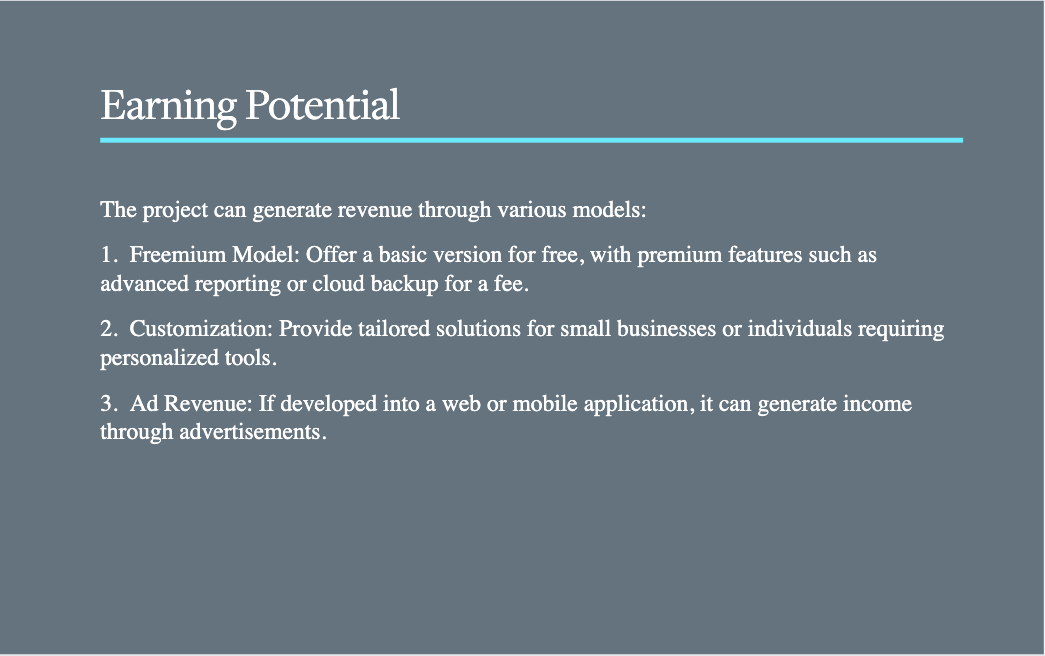 Earning Potential
The project can generate revenue through various models:
1. Freemium Model: Offer a basic version for free, with premium features such as
advanced reporting or cloud backup for a fee.
2. Customization: Provide tailored solutions for small businesses or individuals requiring
personalized tools.
3. Ad Revenue: If developed into a web or mobile application, it can generate income
through advertisements.